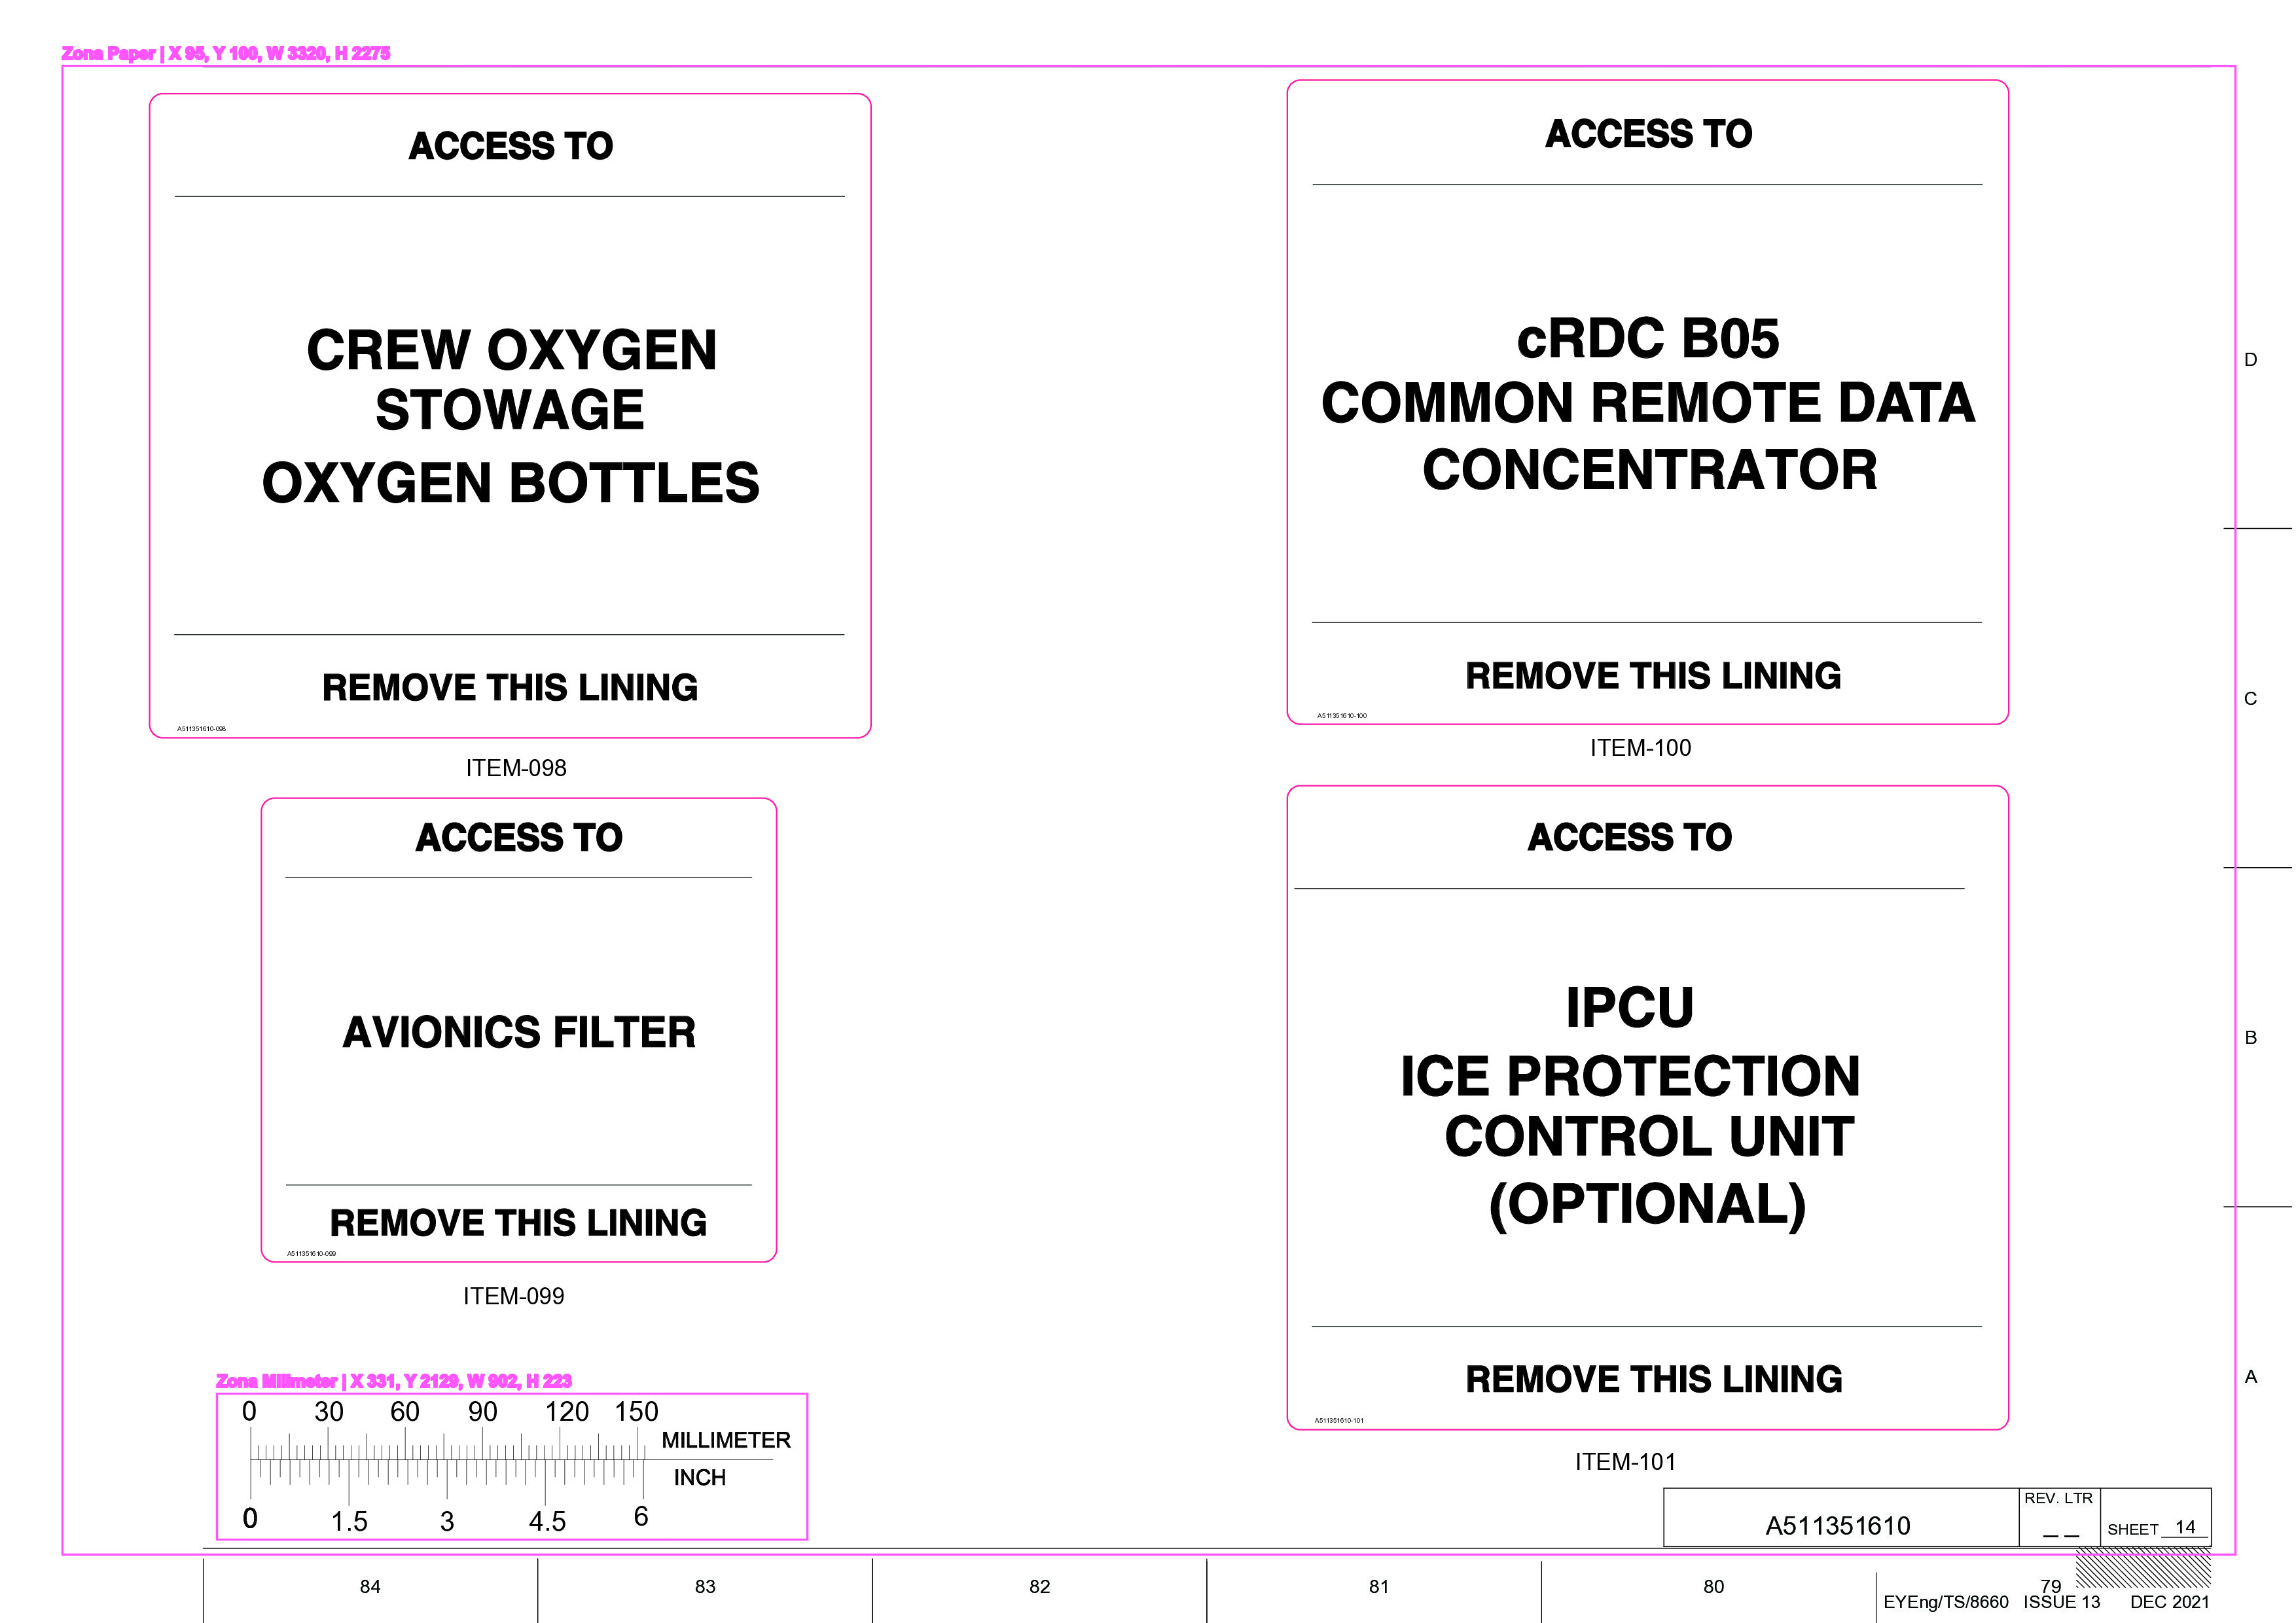 Zona Paper | X 95, Y 100, W 3320, H 2275
ACCESS TO
CREW OXYGEN
STOWAGE
OXYGEN BOTTLES
REMOVE THIS LINING
A511351610-098
ITEM-098
ACCESS TO
cRDC B05
COMMON REMOTE DATA
CONCENTRATOR
REMOVE THIS LINING
A511351610-100
ITEM-100
ACCESS TO
AVIONICS FILTER
REMOVE THIS LINING
A511351610-099
ITEM-099
ACCESS TO
IPCU
ICE PROTECTION
CONTROL UNIT
(OPTIONAL)
REMOVE THIS LINING
A511351610-101
ITEM-101
D
C
B
A
Zona Milimeter | X 331, Y 2129, W 902, H 223
0 30 60 90 120 150
MILLIMETER
INCH
0 1.5 3 4.5 6
A511351610
REV. LTR
_ _
SHEET 14
84 83 82 81 80 79
EYEng/TS/8660 ISSUE 13 DEC 2021